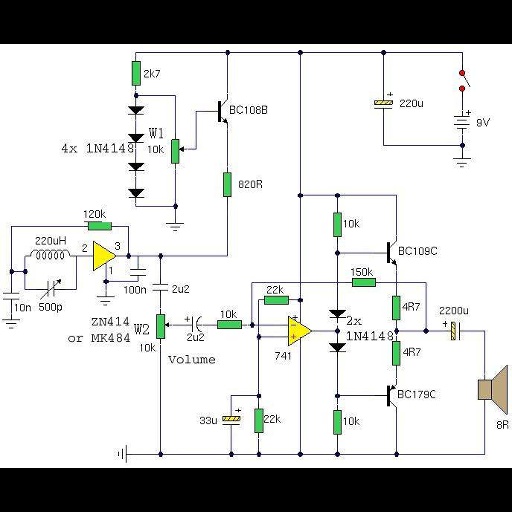 2k7
BC108B
220u
9V
4x 1N4148
W1
10k
820R
120k
220uH
2
3
1
10n
500p
100n
2u2
ZN414
or MK484
W2
10k
2u2
Volume
10k
22k
150k
10k
BC109C
4R7
2200u
2x
1N4148
741
4R7
BC179C
33u
22k
10k
8R